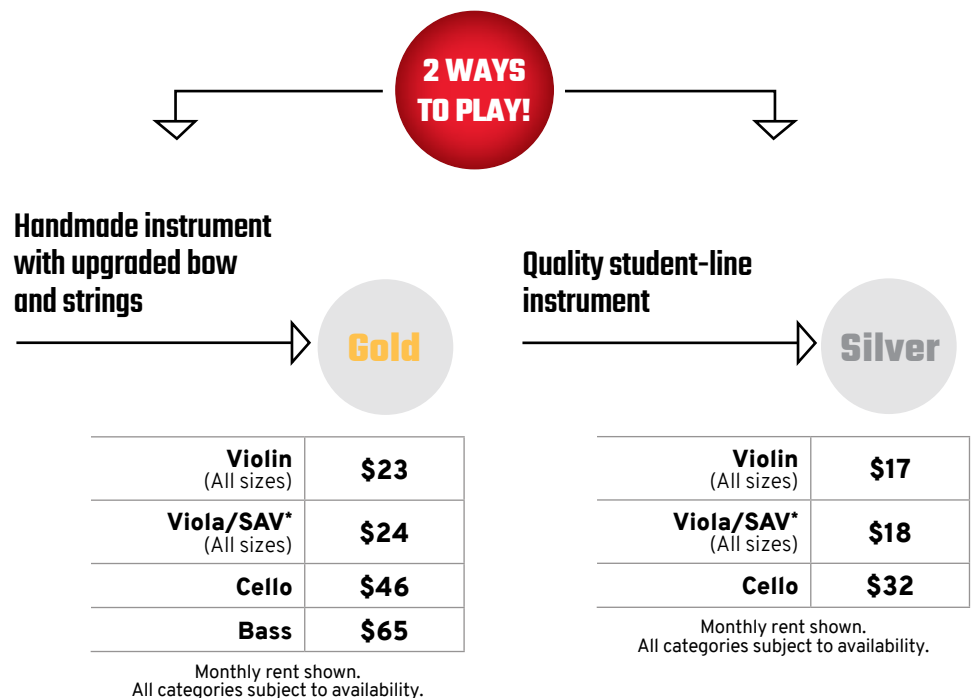 2 WAYS
TO PLAY!
Handmade instrument
with upgraded bow
and strings
Gold
Violin
(All sizes)
$23
Viola/SAV*
(All sizes)
$24
Cello
$46
Bass
$65
Monthly rent shown.
All categories subject to availability.
Quality student-line
instrument
Silver
Violin
(All sizes)
$17
Viola/SAV*
(All sizes)
$18
Cello
$32
Monthly rent shown.
All categories subject to availability.